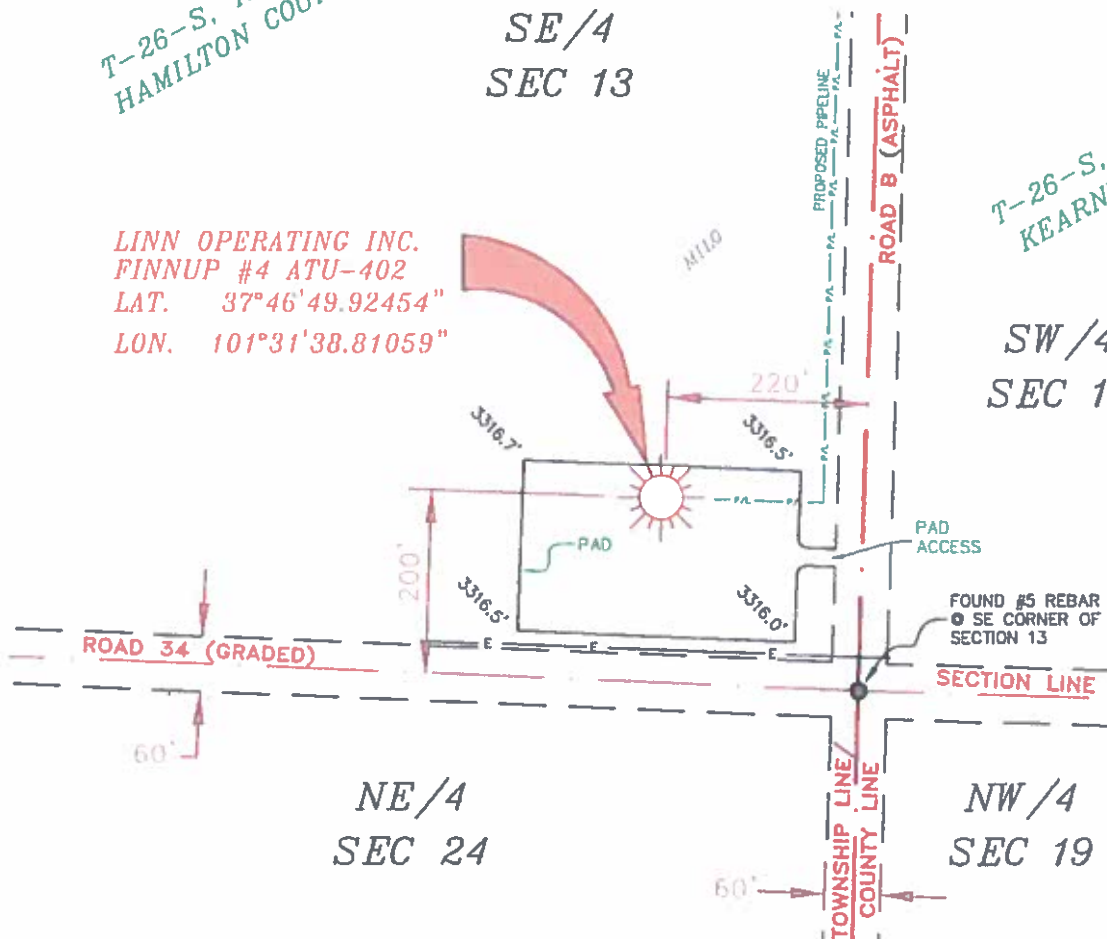 T-26-S,
HAMILTON
SE/4
SEC 13
PROPOSED PIPELINE
P/L
P/L
P/L
P/L
P/L
P/L
P/L
ROAD B (ASPHALT)
T-26-S,
LINN OPERATING INC.
FINNUP #4 ATU-402
LAT. 37°46'49.92454"
LON. 101°31'38.81059"
MILO
SW/4
SEC 1
220'
3316.7'
3316.5'
P/L
P/L
PAD
PAD
ACCESS
200'
3316.5'
3316.0'
FOUND #5 REBAR
@ SE CORNER OF
SECTION 13
E
E
E
ROAD 34 (GRADED)
SECTION LINE
60'
NE/4
SEC 24
TOWNSHIP LINE/
COUNTY LINE
NW/4
SEC 19
60'